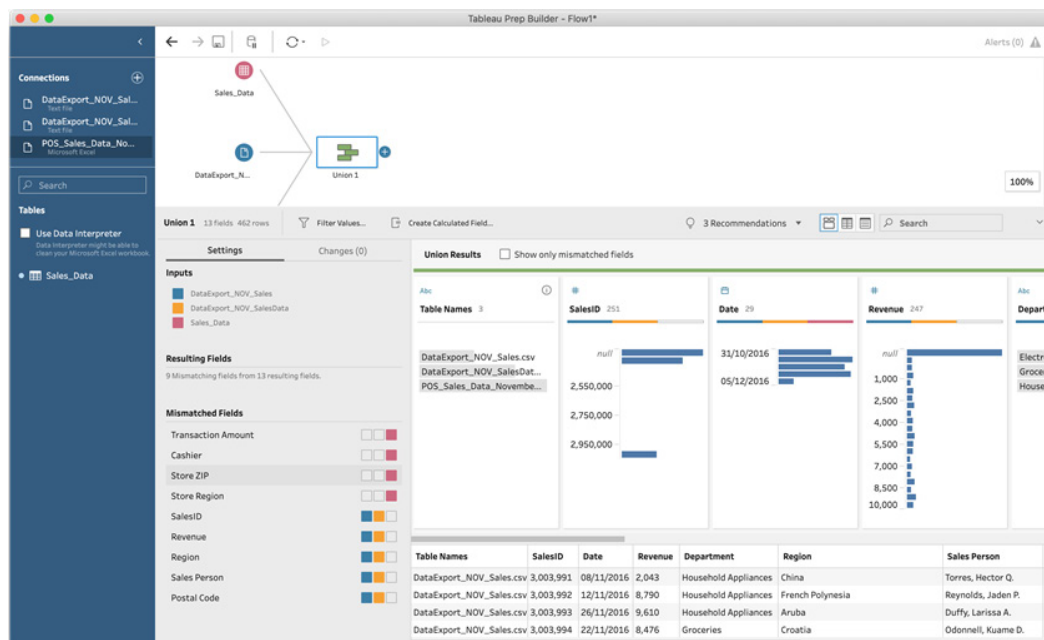 Tableau Prep Builder - Flow1*
Alerts (0)
Connections
DataExport_NOV_Sal...
Text file
DataExport_NOV_Sal...
Text file
POS_Sales_Data_No...
Microsoft Excel
Search
Tables
Use Data Interpreter
Data Interpreter might be able to
clean your Microsoft Excel workbook.
Sales_Data
Sales_Data
DataExport_N...
Union 1
100%
Union 1 13 fields 462 rows
Filter Values...
Create Calculated Field...
3 Recommendations
Search
Settings
Changes (0)
Inputs
DataExport_NOV_Sales
DataExport_NOV_SalesData
Sales_Data
Resulting Fields
9 Mismatching fields from 13 resulting fields.
Mismatched Fields
Transaction Amount
Cashier
Store ZIP
Store Region
SalesID
Revenue
Region
Sales Person
Postal Code
Union Results
Show only mismatched fields
Abc
Table Names 3
DataExport_NOV_Sales.csv
DataExport_NOV_SalesDat...
POS_Sales_Data_Novembe...
#
SalesID 251
null
2,550,000
2,750,000
2,950,000
Date 29
31/10/2016
05/12/2016
#
Revenue 247
null
1,000
2,500
4,000
5,500
7,000
8,500
10,000
Abc
Depart
Electr
Groce
House
Table Names SalesID Date Revenue Department Region Sales Person
DataExport_NOV_Sales.csv 3,003,991 08/11/2016 2,043 Household Appliances China Torres, Hector Q.
DataExport_NOV_Sales.csv 3,003,992 12/11/2016 8,790 Household Appliances French Polynesia Reynolds, Jaden P.
DataExport_NOV_Sales.csv 3,003,993 26/11/2016 9,610 Household Appliances Aruba Duffy, Larissa A.
DataExport_NOV_Sales.csv 3,003,994 22/11/2016 8,476 Groceries Croatia Odonnell, Kuame D.